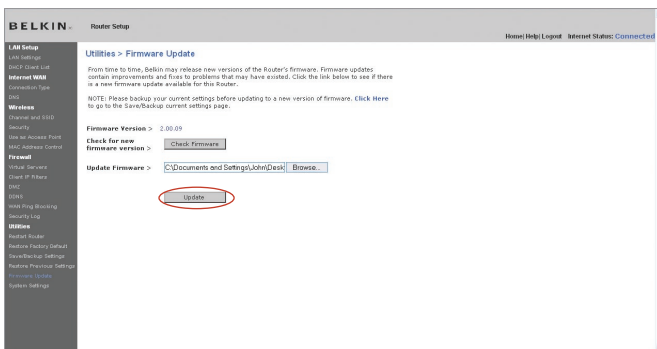 BELKIN
Router Setup
Home| Help| Logout Internet Status: Connected
LAN Setup
LAN Settings
DHCP Client List
Internet WAN
Connection Type
DNS
Wireless
Channel and SSID
Security
Use as Access Point
MAC Address Control
Firewall
Virtual Servers
Client IP Filters
DMZ
DDNS
WAN Ping Blocking
Security Log
Utilities
Restart Router
Restore Factory Default
Save/Backup Settings
Restore Previous Settings
Firmware Update
System Settings
Utilities > Firmware Update
From time to time, Belkin may release new versions of the Router's firmware. Firmware updates
contain improvements and fixes to problems that may have existed. Click the link below to see if there
is a new firmware update available for this Router.
NOTE: Please backup your current settings before updating to a new version of firmware. Click Here
to go to the Save/Backup current settings page.
Firmware Version > 2.00.09
Check for new
firmware version > Check Firmware
Update Firmware > C:\Documents and Settings\John\Desk Browse...
Update